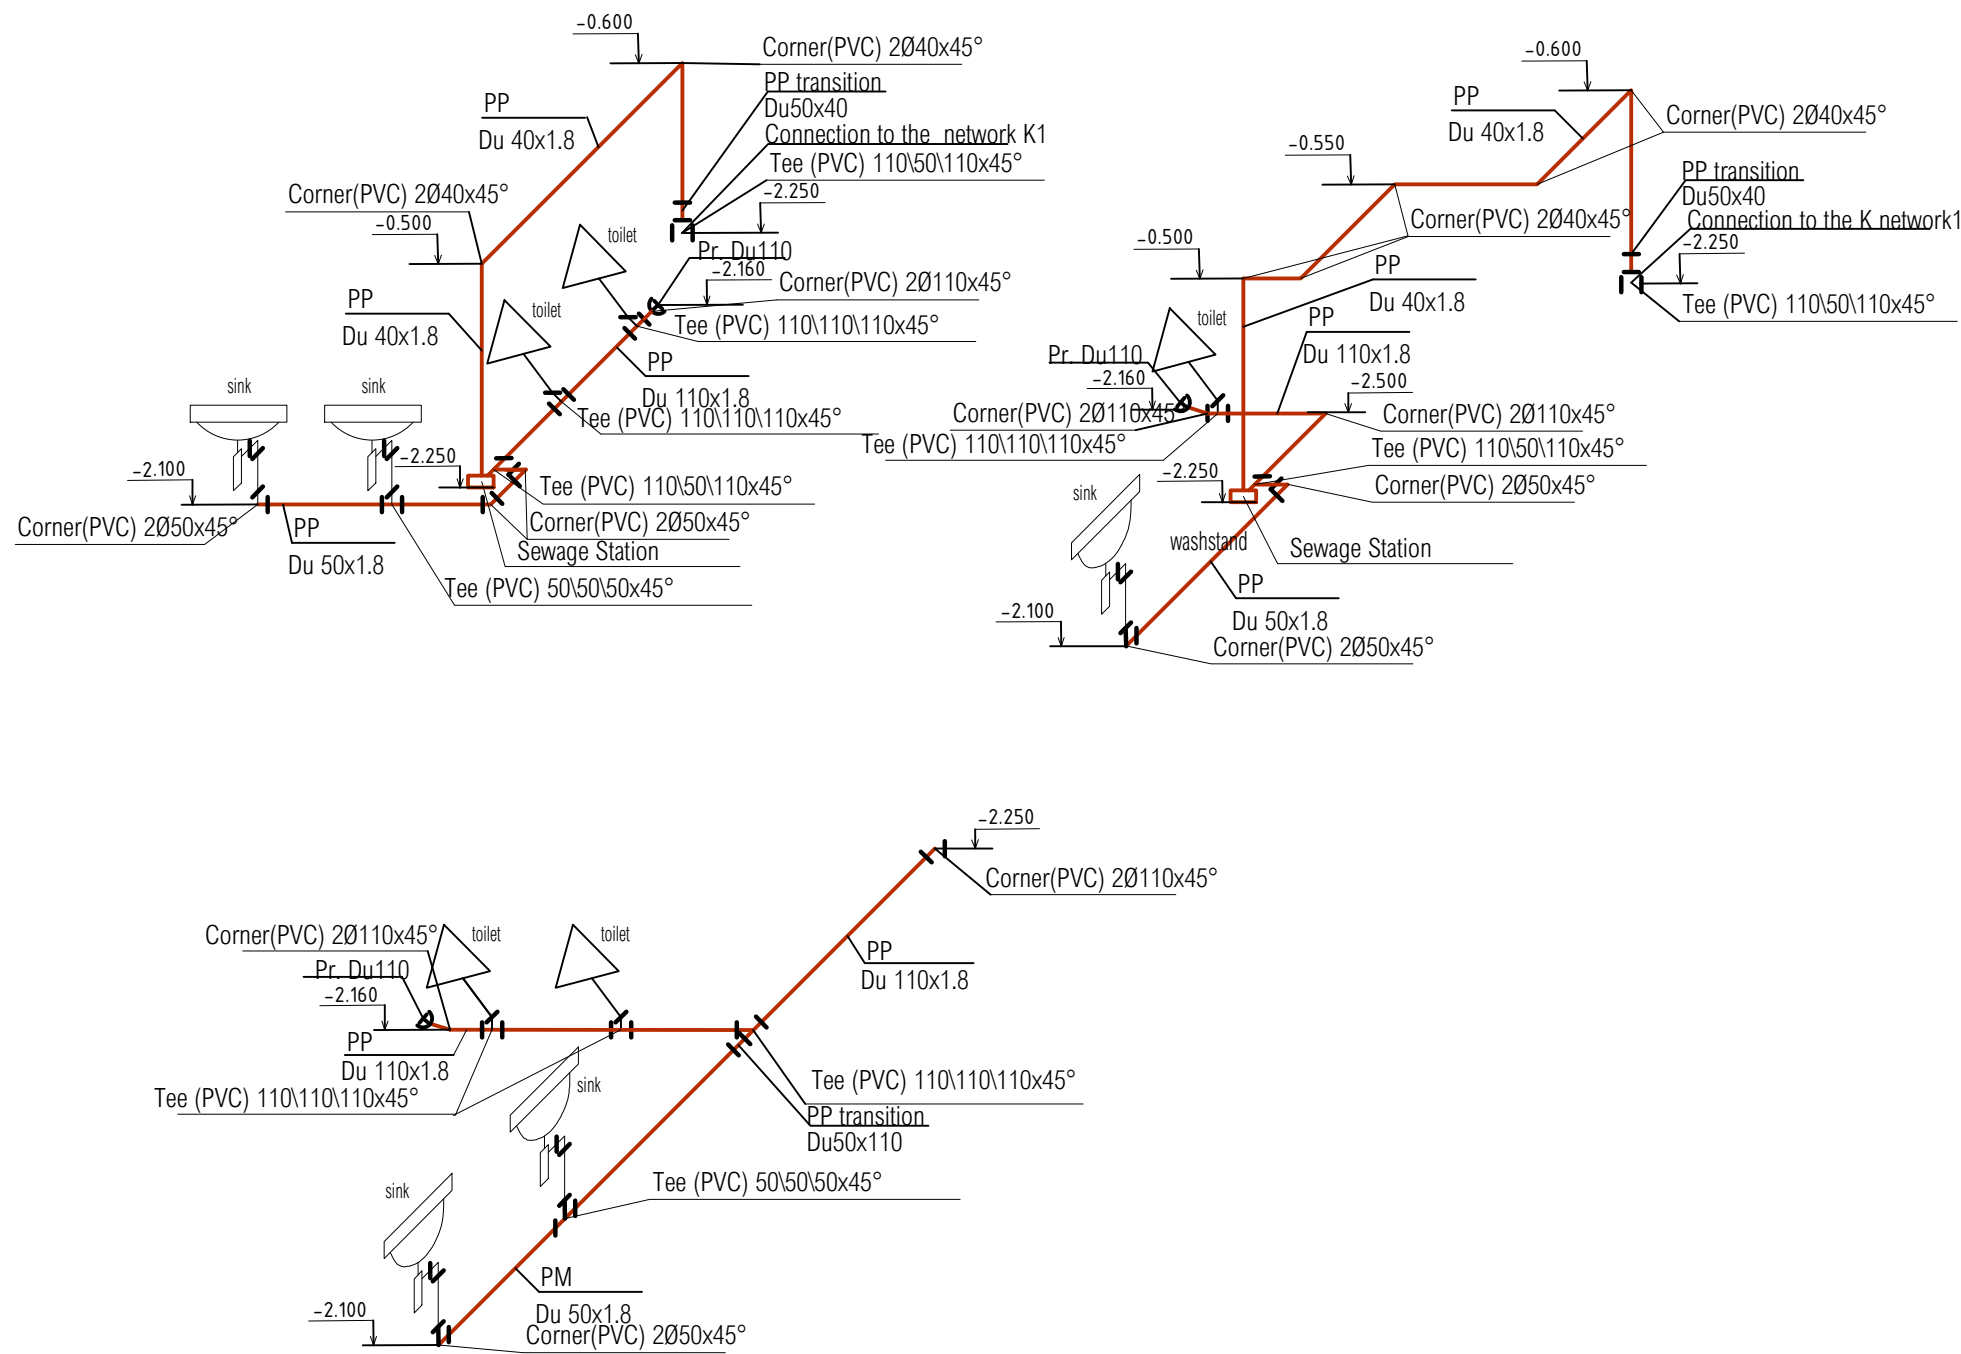 -0.600
Corner(PVC) 2Ø40x45°
PP transition
Du50x40
Connection to the network K1
Tee (PVC) 110\50\110x45°
-2.250
PP
Du 40x1.8
Corner(PVC) 2Ø40x45°
-0.500
toilet
Pr. Du110
-2.160
Corner(PVC) 2Ø110x45°
Tee (PVC) 110\110\110x45°
toilet
PP
Du 40x1.8
PP
Du 110x1.8
Tee (PVC) 110\110\110x45°
sink
sink
-2.250
-2.100
Tee (PVC) 110\50\110x45°
Corner(PVC) 2Ø50x45°
Corner(PVC) 2Ø50x45°
PP
Du 50x1.8
Sewage Station
Tee (PVC) 50\50\50x45°
-0.600
PP
Du 40x1.8
Corner(PVC) 2Ø40x45°
-0.550
PP transition
Du50x40
Connection to the K network1
-2.250
Tee (PVC) 110\50\110x45°
Corner(PVC) 2Ø40x45°
-0.500
PP
Du 40x1.8
toilet
PP
Du 110x1.8
Pr. Du110
-2.160
-2.500
Corner(PVC) 2Ø110x45°
Corner(PVC) 2Ø110x45°
Tee (PVC) 110\110\110x45°
Tee (PVC) 110\50\110x45°
-2.250
Corner(PVC) 2Ø50x45°
sink
washstand
Sewage Station
PP
Du 50x1.8
-2.100
Corner(PVC) 2Ø50x45°
-2.250
Corner(PVC) 2Ø110x45°
PP
Du 110x1.8
Corner(PVC) 2Ø110x45°
toilet
toilet
Pr. Du110
-2.160
PP
Du 110x1.8
Tee (PVC) 110\110\110x45°
sink
Tee (PVC) 110\110\110x45°
PP transition
Du50x110
Tee (PVC) 50\50\50x45°
sink
PM
Du 50x1.8
-2.100
Corner(PVC) 2Ø50x45°